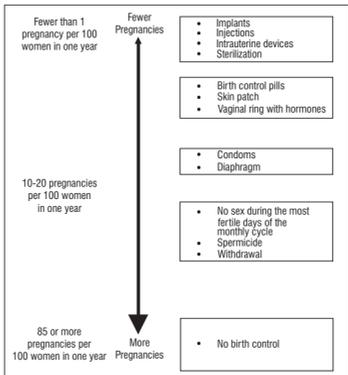 Fewer than 1
pregnancy per 100
women in one year
Fewer
Pregnancies
• Implants
• Injections
• Intrauterine devices
• Sterilization
• Birth control pills
• Skin patch
• Vaginal ring with hormones
• Condoms
• Diaphragm
10-20 pregnancies
per 100 women
in one year
• No sex during the most
fertile days of the
monthly cycle
• Spermicide
• Withdrawal
85 or more
pregnancies per
100 women in one year
More
Pregnancies
• No birth control